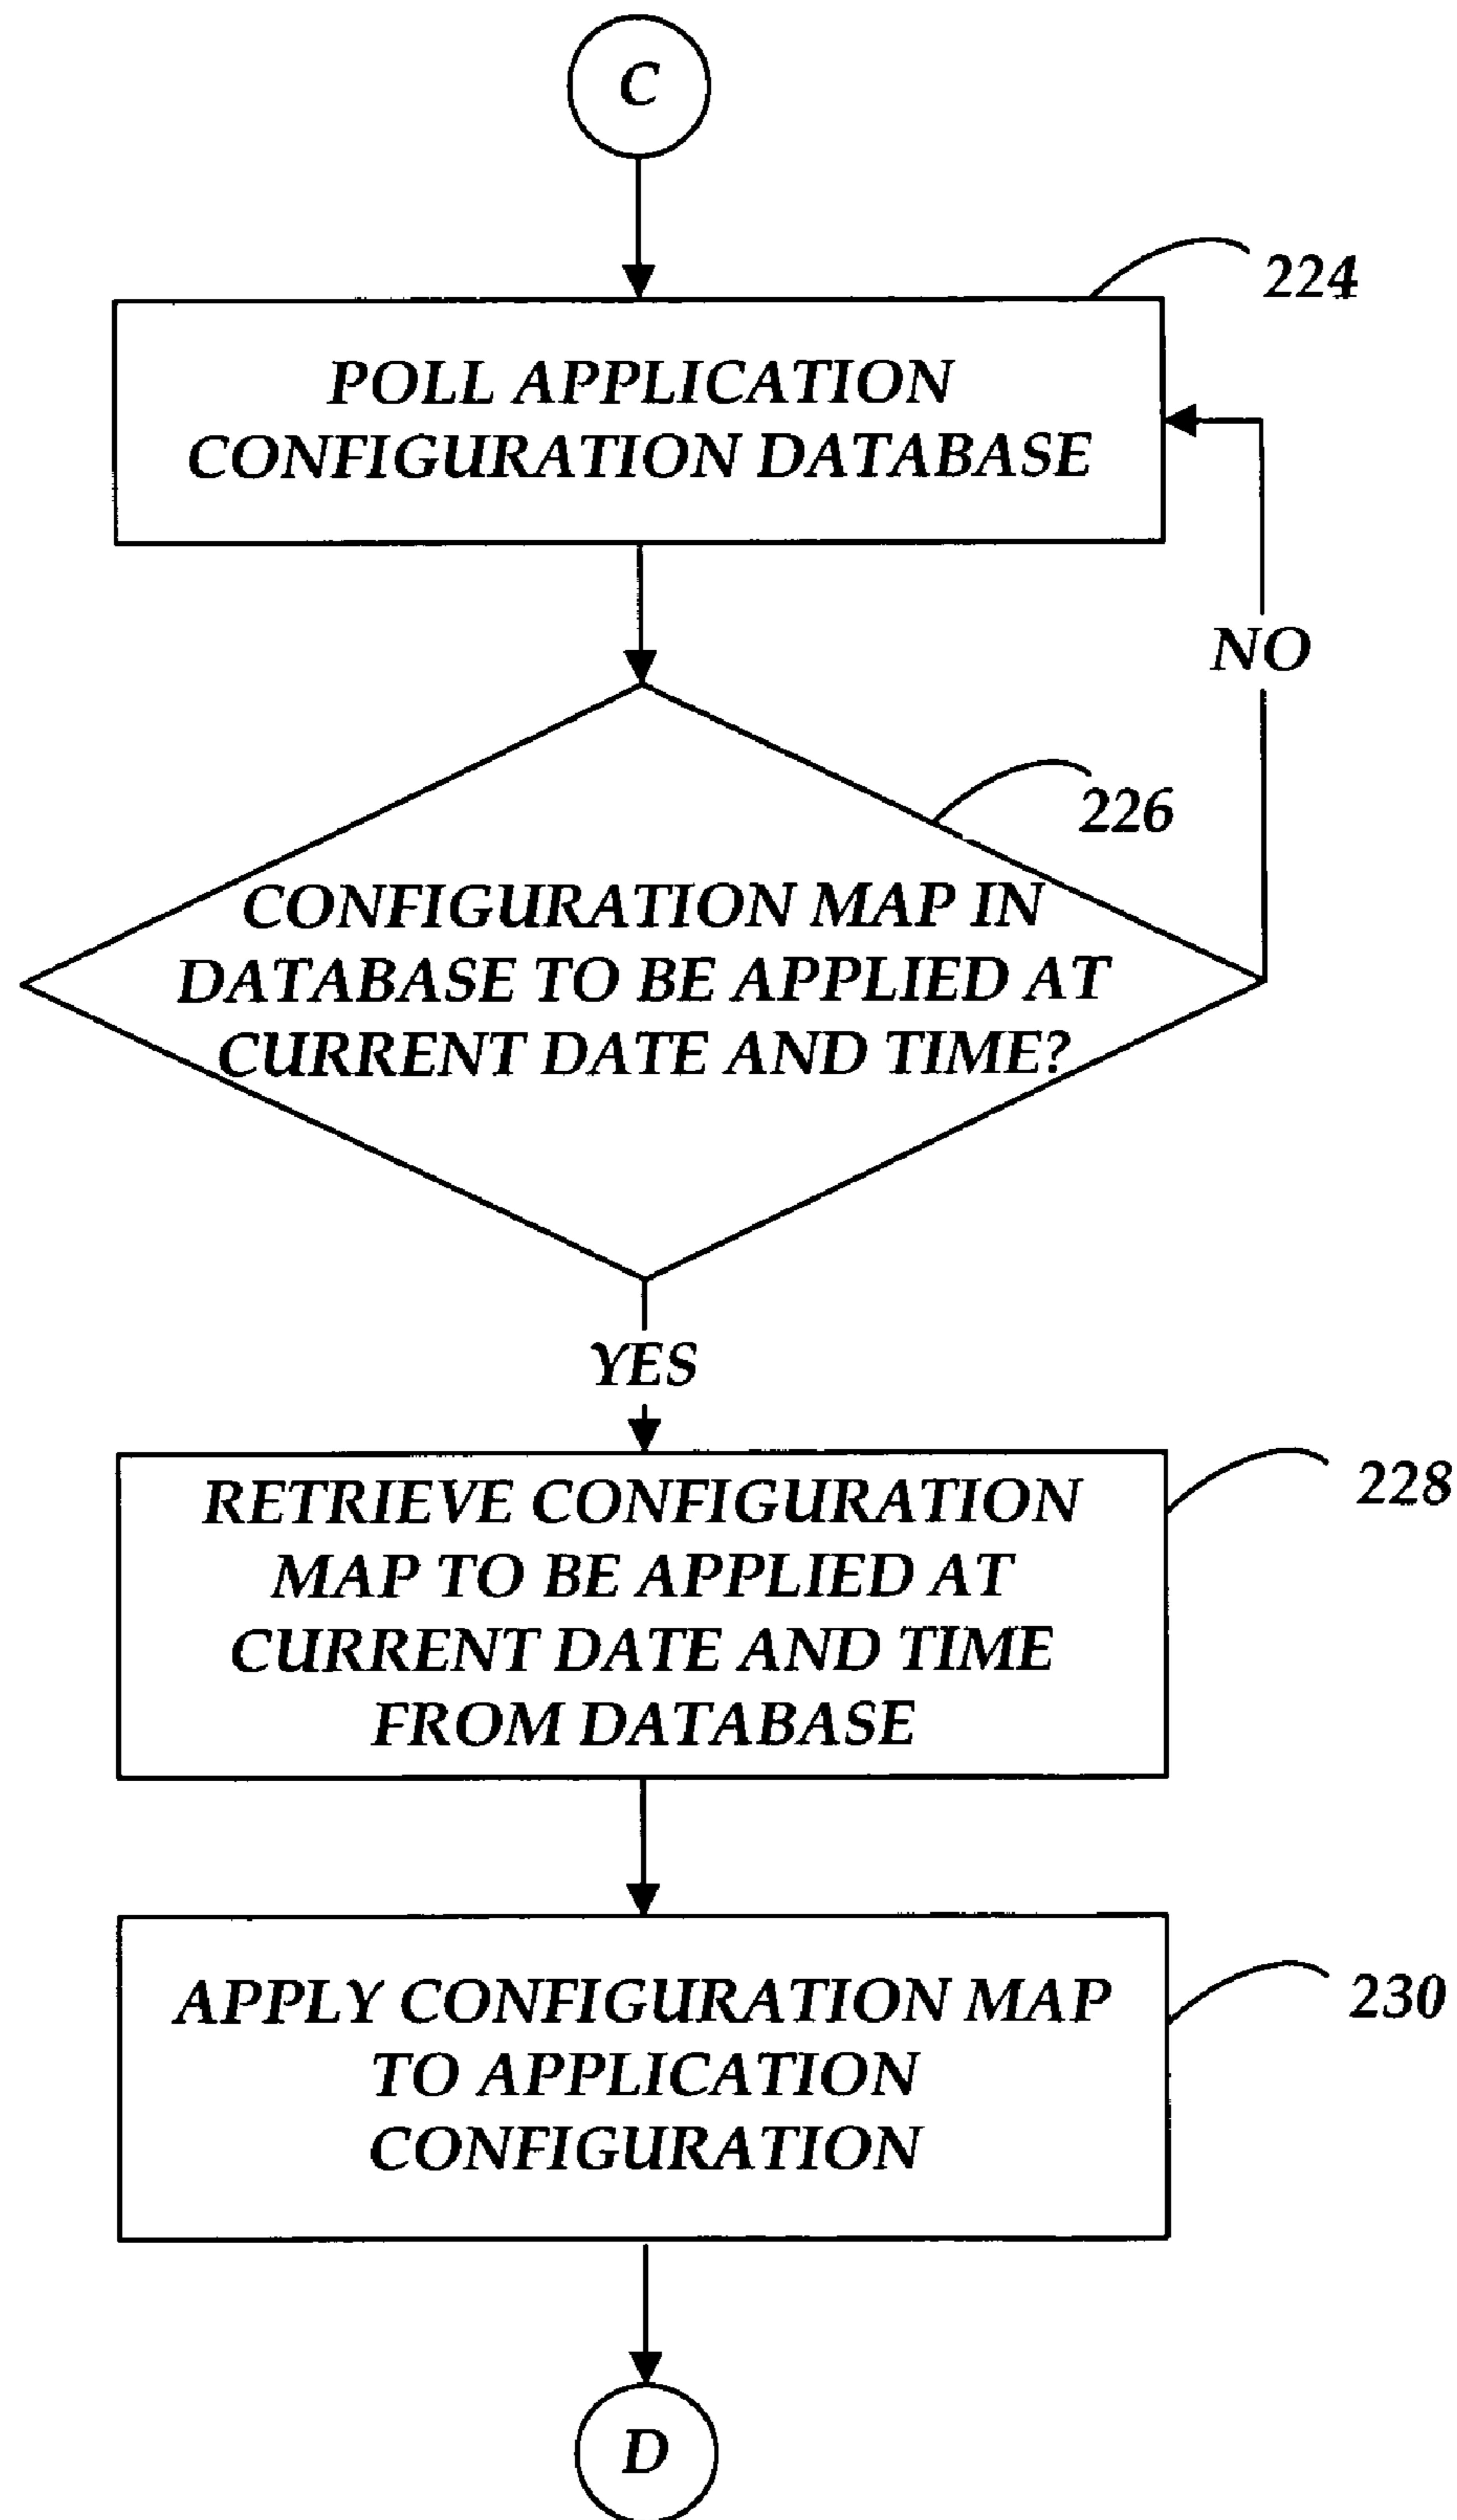 C
224
POLL APPLICATION
CONFIGURATION DATABASE
NO
226
CONFIGURATION MAP IN
DATABASE TO BE APPLIED AT
CURRENT DATE AND TIME?
YES
228
RETRIEVE CONFIGURATION
MAP TO BE APPLIED AT
CURRENT DATE AND TIME
FROM DATABASE
230
APPLY CONFIGURATION MAP
TO APPLICATION
CONFIGURATION
D